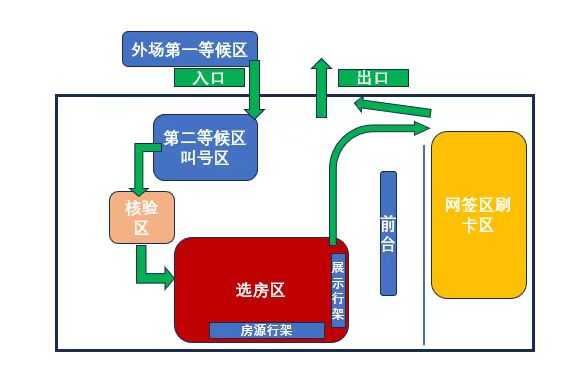 外场第一等候区
入口
出口
第二等候区
叫号区
核验
区
选房区
展示行架
房源行架
前台
网签区刷
卡区